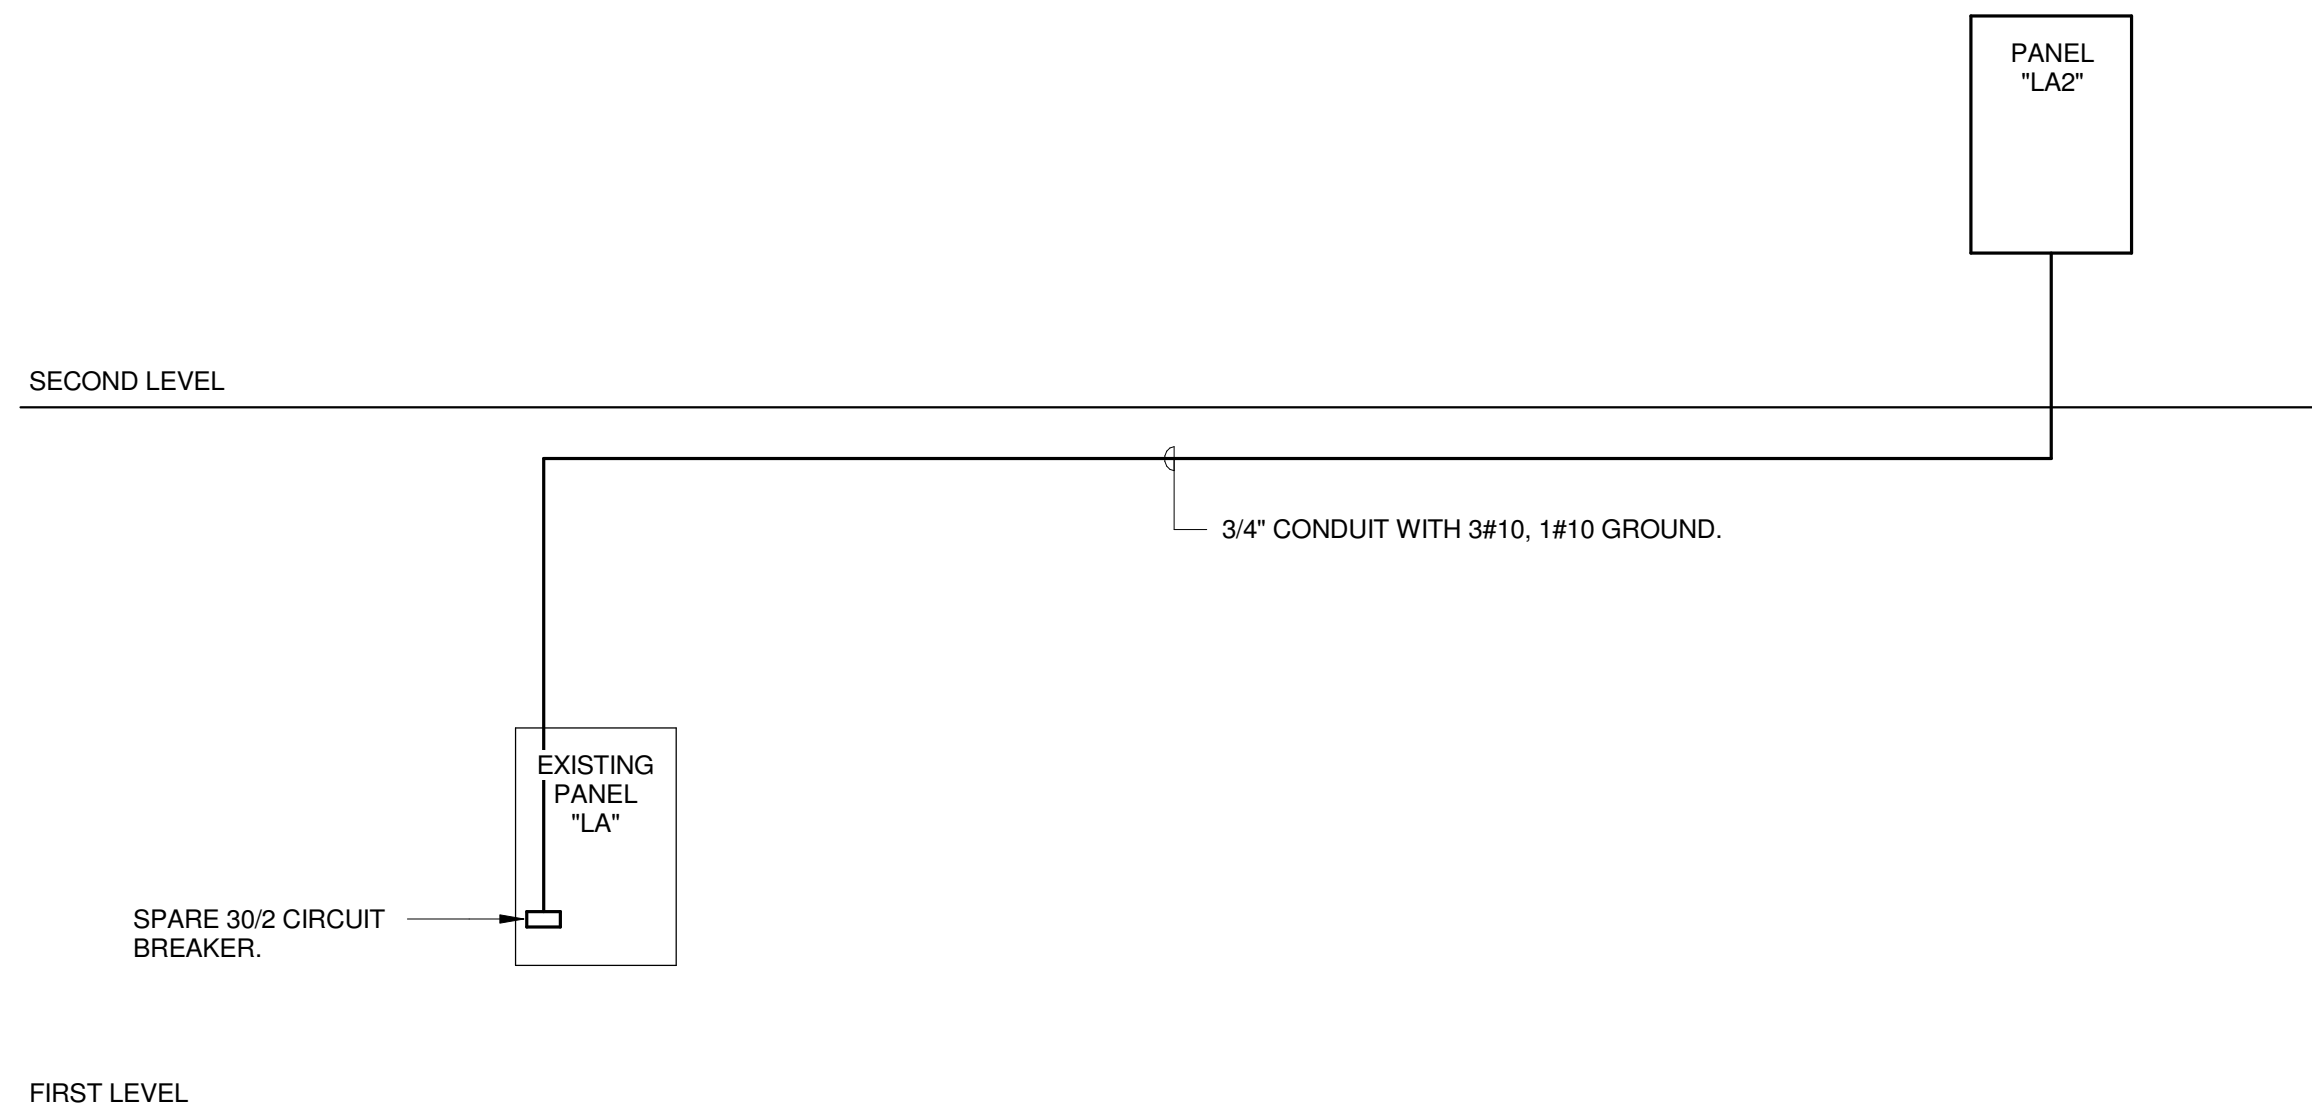 PANEL
"LA2"
SECOND LEVEL
3/4" CONDUIT WITH 3#10, 1#10 GROUND.
EXISTING
PANEL
"LA"
SPARE 30/2 CIRCUIT
BREAKER.
FIRST LEVEL